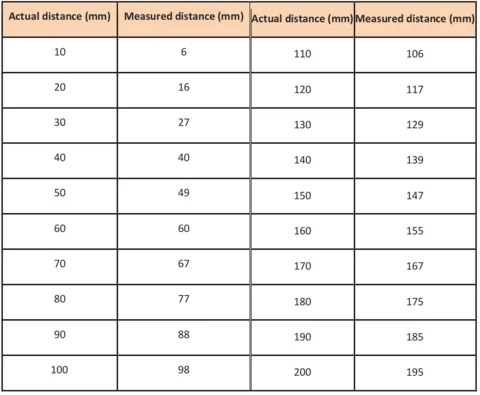 Actual distance (mm) Measured distance (mm) Actual distance (mm) Measured distance (mm)
10 6 110 106
20 16 120 117
30 27 130 129
40 40 140 139
50 49 150 147
60 60 160 155
70 67 170 167
80 77 180 175
90 88 190 185
100 98 200 195